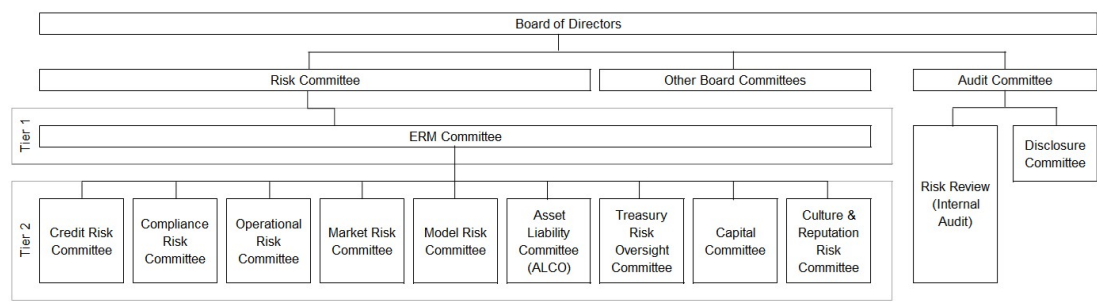 Board of Directors
Risk Committee
Other Board Committees
Audit Committee
Tier 1
ERM Committee
Risk Review
(Internal
Audit)
Disclosure
Committee
Tier 2
Credit Risk
Committee
Compliance
Risk
Committee
Operational
Risk
Committee
Market Risk
Committee
Model Risk
Committee
Asset
Liability
Committee
(ALCO)
Treasury
Risk
Oversight
Committee
Capital
Committee
Culture &
Reputation
Risk
Committee